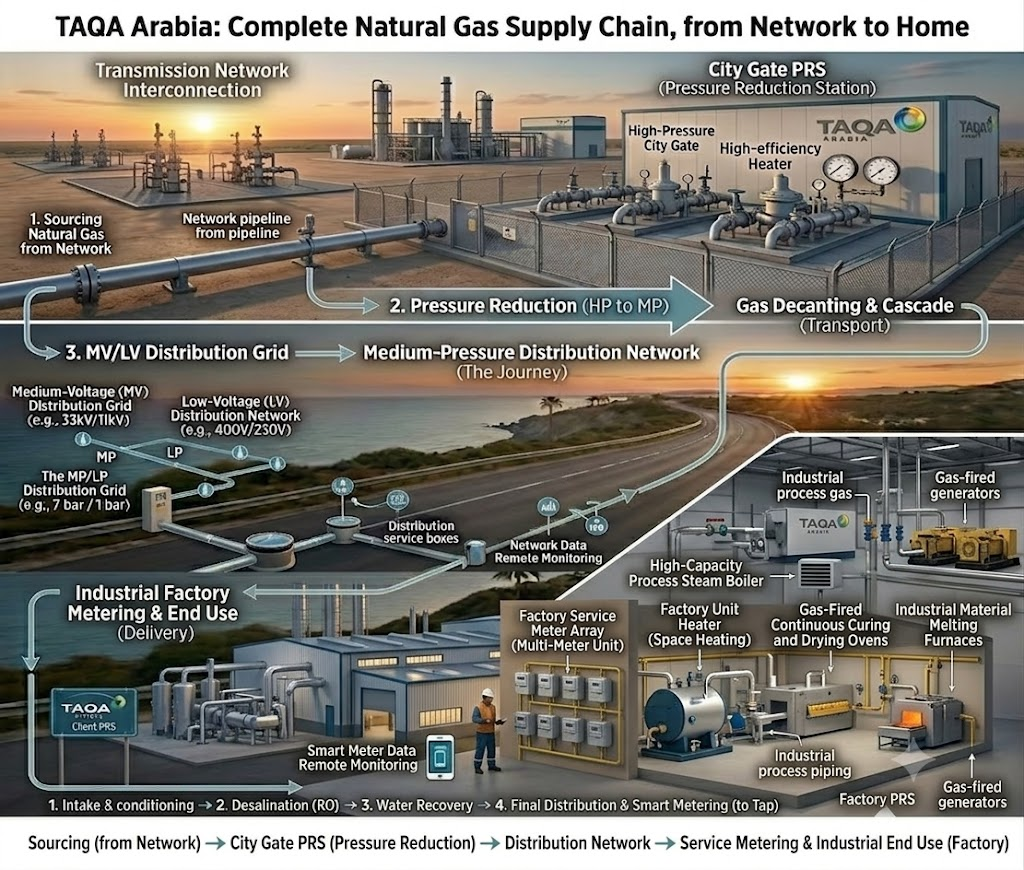 TAQA Arabia: Complete Natural Gas Supply Chain, from Network to Home
Transmission Network
Interconnection
City Gate PRS
(Pressure Reduction Station)
TAQA
ARABIA
TAQA
High-Pressure
City Gate
High-efficiency
Heater
1. Sourcing
Natural Gas
from Network
Network pipeline
from pipeline
2. Pressure Reduction (HP to MP)
Gas Decanting & Cascade
(Transport)
3. MV/LV Distribution Grid
Medium-Pressure Distribution Network
(The Journey)
Medium-Voltage (MV)
Distribution Grid
(e.g., 33kV/11kV)
Low-Voltage (LV)
Distribution Network
(e.g., 400V/230V)
MP
LP
The MP/LP
Distribution Grid
(e.g., 7 bar / 1 bar)
Distribution
service boxes
Network Data
Remete Monitoring
Industrial
process gas
Gas-fired
generators
TAQA
ARABIA
High-Capacity
Process Steam Boiler
Industrial Factory
Metering & End Use
(Delivery)
Factory Service
Meter Array
(Multi-Meter Unit)
Factory Unit
Heater
(Space Heating)
Gas-Fired
Continuous Curing
and Drying Ovens
Industrial Material
Melting
Furnaces
TAQA
Client PRS
Smart Meter Data
Remote Monitoring
Industrial
process piping
Factory PRS
Gas-fired
generators
1. Intake & conditioning → 2. Desalination (RO) → 3. Water Recovery → 4. Final Distribution & Smart Metering (to Tap)
Sourcing (from Network) → City Gate PRS (Pressure Reduction) → Distribution Network → Service Metering & Industrial End Use (Factory)